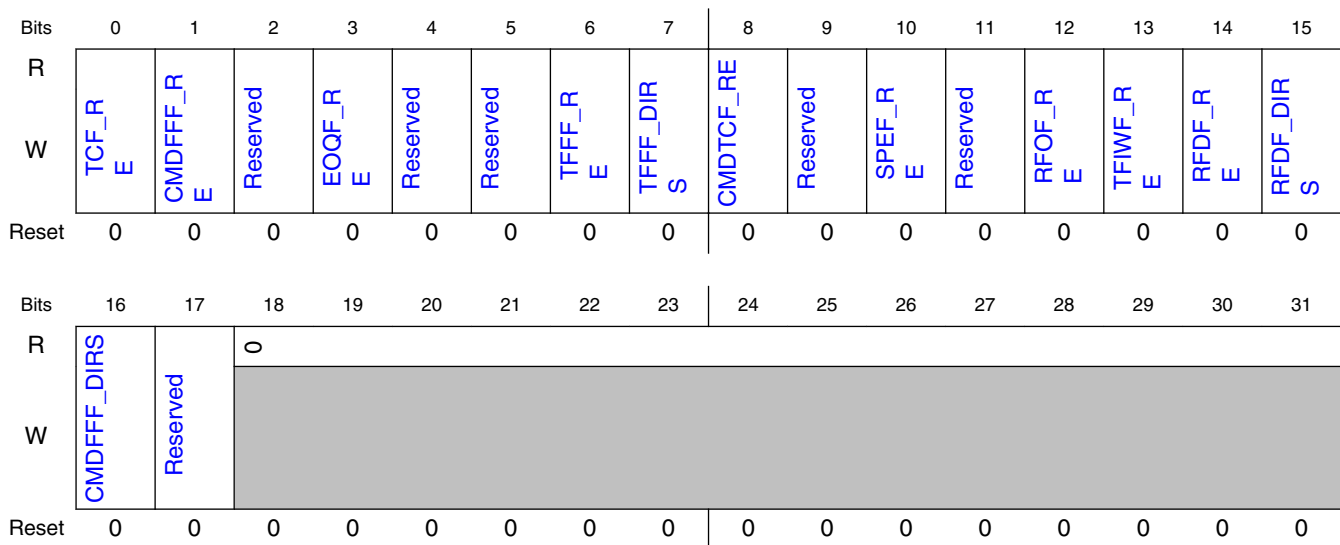 Bits 0 1 2 3 4 5 6 7 8 9 10 11 12 13 14 15
R
W
TCF_R
E
CMDFFF_R
E
Reserved
EOQF_R
E
Reserved
Reserved
TFFF_R
E
TFFF_DIR
S
CMDTCF_RE
Reserved
SPEF_R
E
Reserved
RFOF_R
E
TFIWF_R
E
RFDF_R
E
RFDF_DIR
S
Reset 0 0 0 0 0 0 0 0 0 0 0 0 0 0 0 0
Bits 16 17 18 19 20 21 22 23 24 25 26 27 28 29 30 31
R
W
CMDFFF_DIRS
Reserved
0
Reset 0 0 0 0 0 0 0 0 0 0 0 0 0 0 0 0